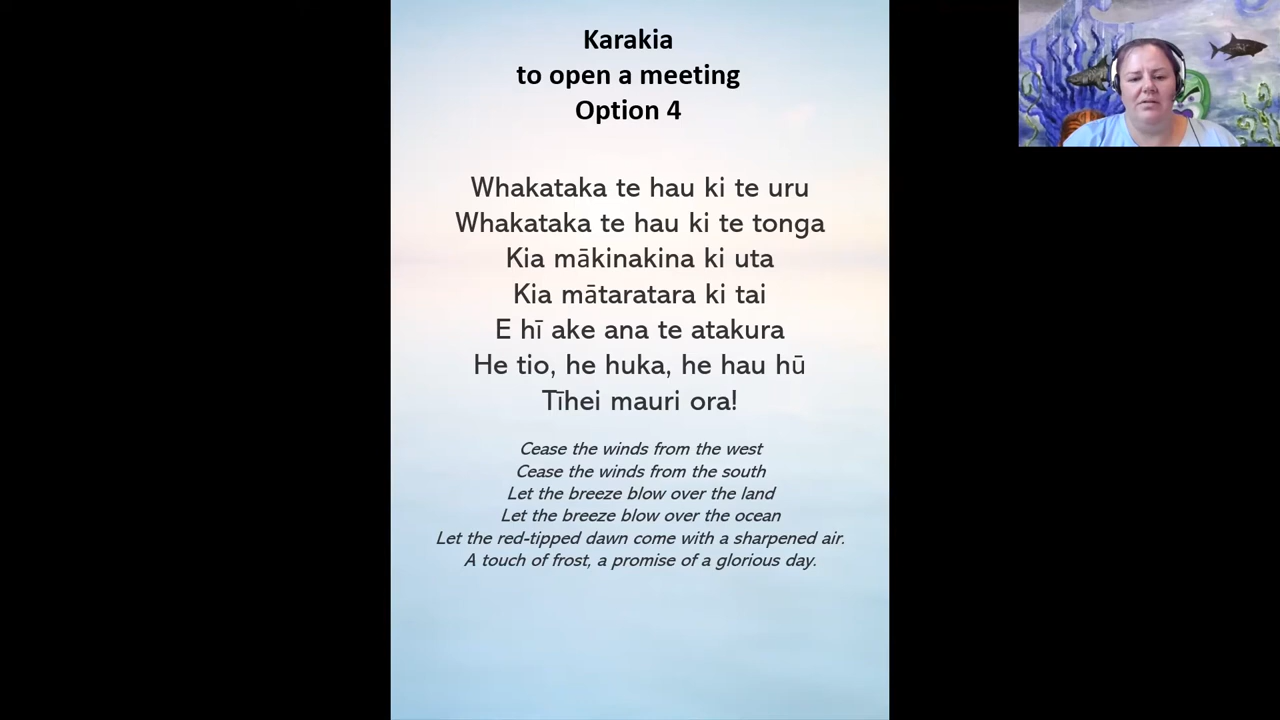 Karakia
to open a meeting
Option 4
Whakataka te hau ki te uru
Whakataka te hau ki te tonga
Kia mākinakina ki uta
Kia mātaratara ki tai
E hī ake ana te atakura
He tio, he huka, he hau hū
Tīhei mauri ora!
Cease the winds from the west
Cease the winds from the south
Let the breeze blow over the land
Let the breeze blow over the ocean
Let the red-tipped dawn come with a sharpened air.
A touch of frost, a promise of a glorious day.